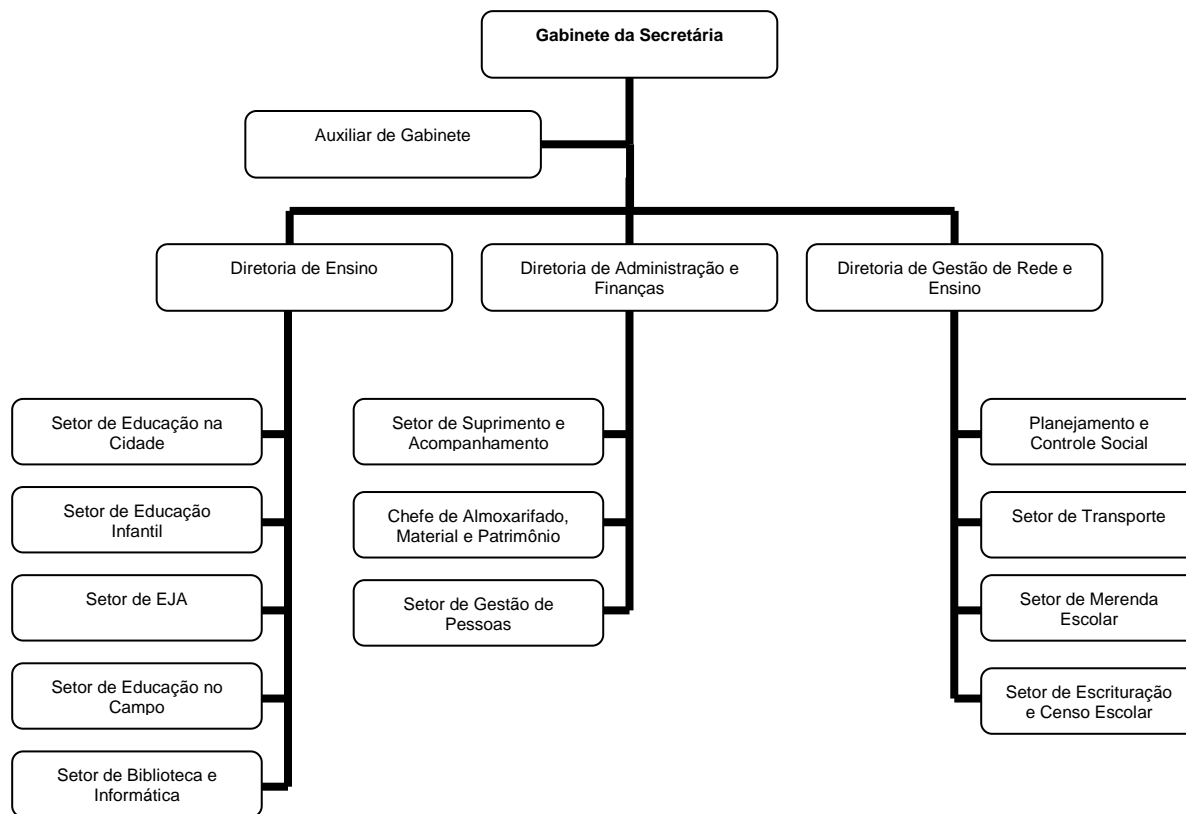 Gabinete da Secretária
Auxiliar de Gabinete
Diretoria de Ensino
Diretoria de Administração e
Finanças
Diretoria de Gestão de Rede e
Ensino
Setor de Educação na
Cidade
Setor de Educação
Infantil
Setor de EJA
Setor de Educação no
Campo
Setor de Biblioteca e
Informática
Setor de Suprimento e
Acompanhamento
Chefe de Almoxarifado,
Material e Patrimônio
Setor de Gestão de
Pessoas
Planejamento e
Controle Social
Setor de Transporte
Setor de Merenda
Escolar
Setor de Escrituração
e Censo Escolar